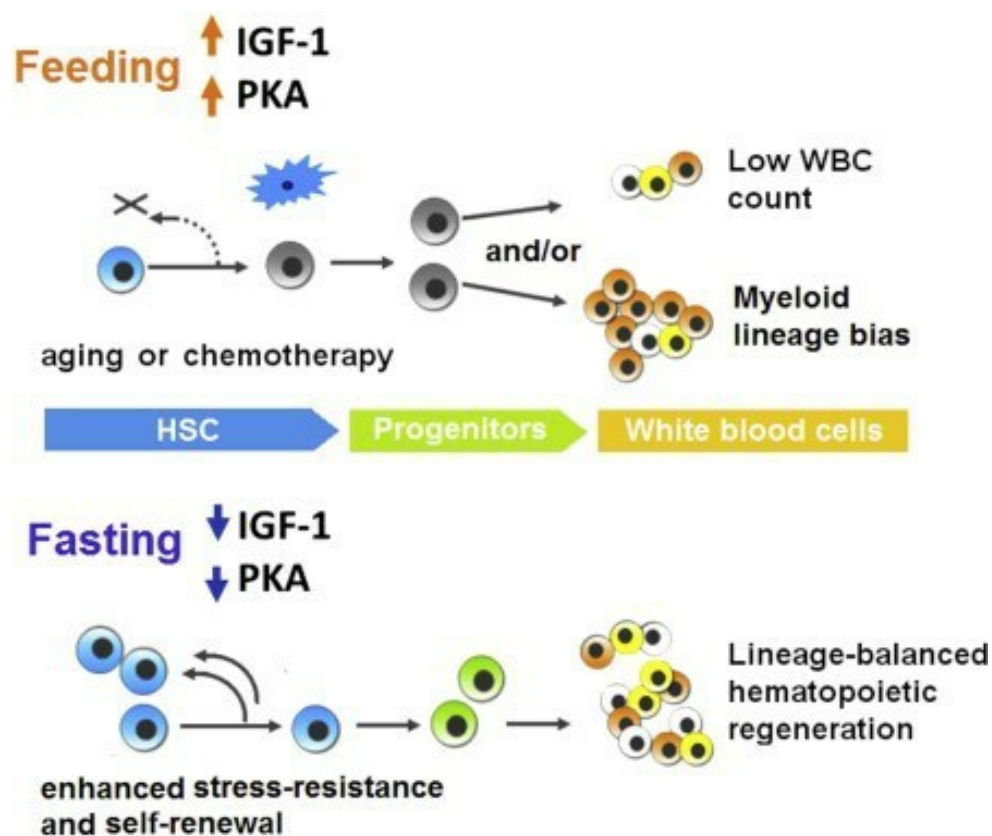 Feeding
IGF-1
PKA
Low WBC
count
and/or
Myeloid
lineage bias
aging or chemotherapy
HSC
Progenitors
White blood cells
Fasting
IGF-1
PKA
Lineage-balanced
hematopoietic
regeneration
enhanced stress-resistance
and self-renewal